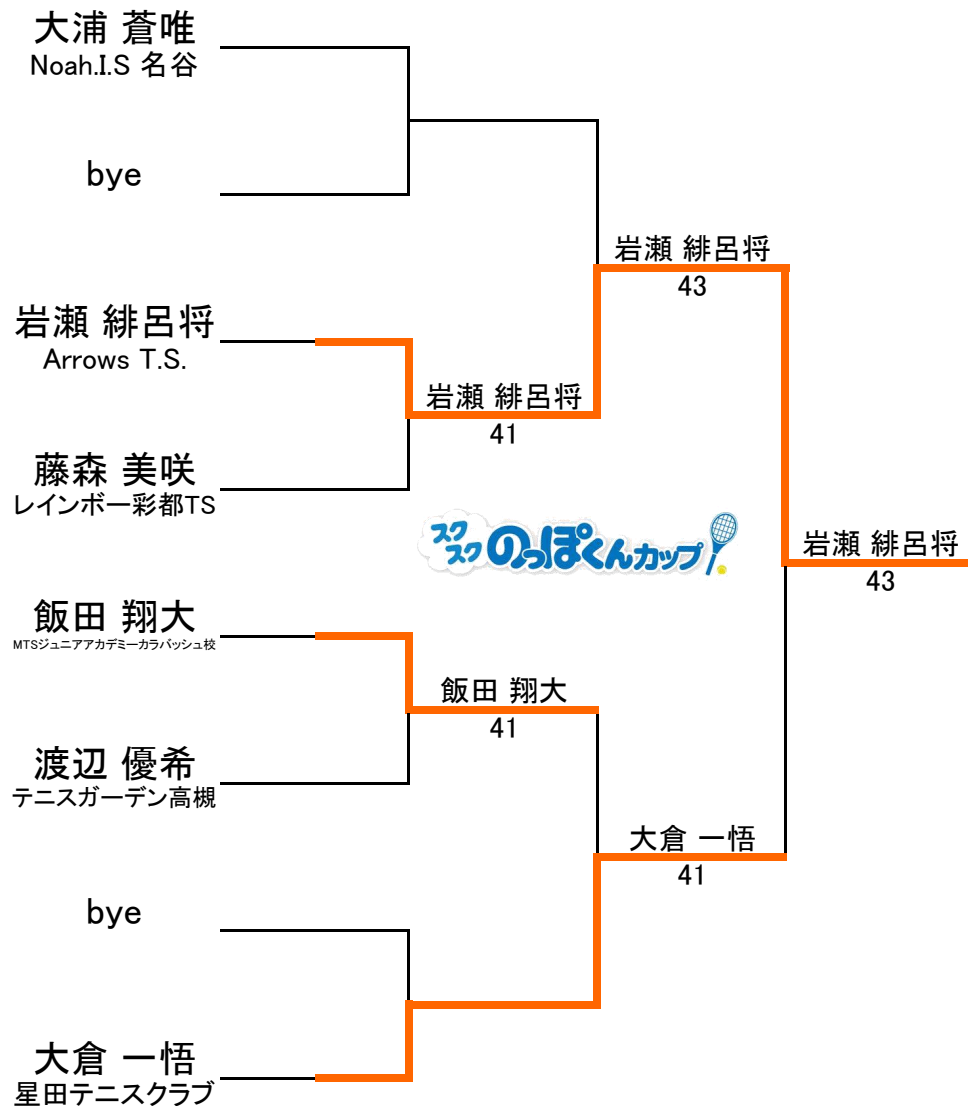 大浦 蒼唯
Noah.I.S 名谷
bye
岩瀬 緋呂将
43
岩瀬 緋呂将
Arrows T.S.
岩瀬 緋呂将
41
藤森 美咲
レインボー彩都TS
スク
スク のっぽくんカップ
岩瀬 緋呂将
43
飯田 翔大
MTSジュニアアカデミーカラバッシュ校
飯田 翔大
41
渡辺 優希
テニスガーデン高槻
大倉 一悟
41
bye
大倉 一悟
星田テニスクラブ